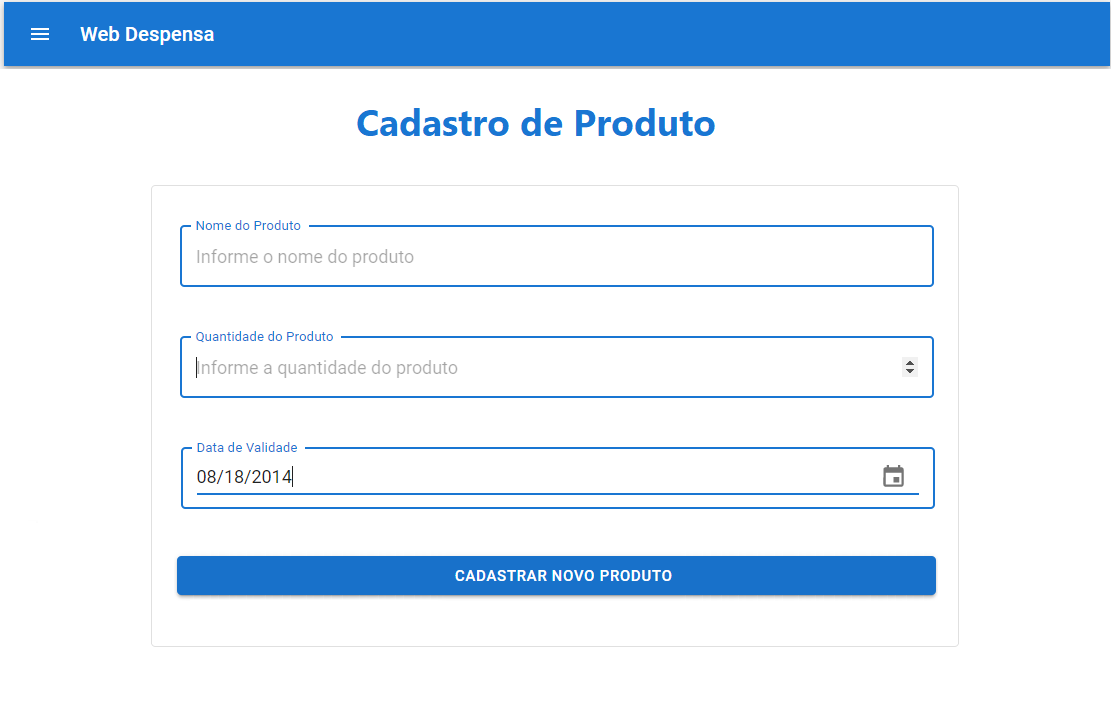 Web Despensa
Cadastro de Produto
Nome do Produto
Informe o nome do produto
Quantidade do Produto
Informe a quantidade do produto
Data de Validade
08/18/2014
CADASTRAR NOVO PRODUTO